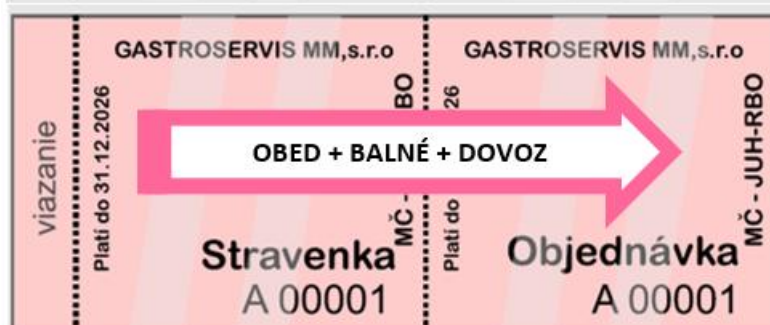 viazanie
GASTROSERVIS MM,s.r.o
Platí do 31.12.2026
OBED + BALNÉ + DOVOZ
MČ - BO
Stravenka
A 00001
GASTROSERVIS MM,s.r.o
Platí do 26
MČ - JUH-RBO
Objednávka
A 00001